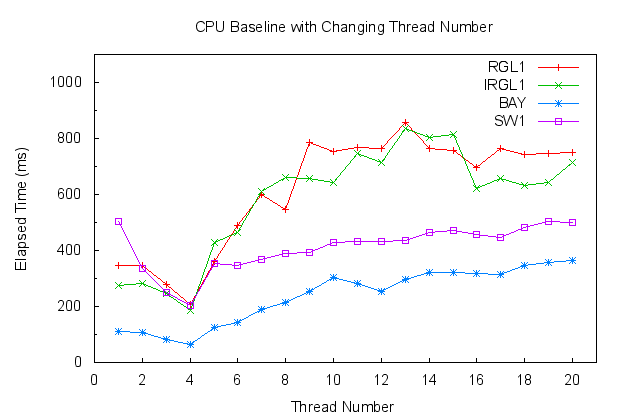 CPU Baseline with Changing Thread Number
RGL1
IRGL1
BAY
SW1
1000
800
600
400
200
0
Elapsed Time (ms)
0 2 4 6 8 10 12 14 16 18 20
Thread Number